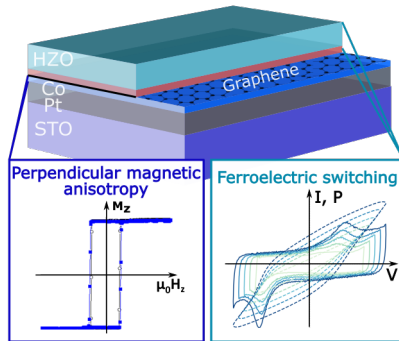 HZO
Graphene
Co
Pt
STO
Perpendicular magnetic
anisotropy
Mz
μ₀Hz
Ferroelectric switching
I, P
V